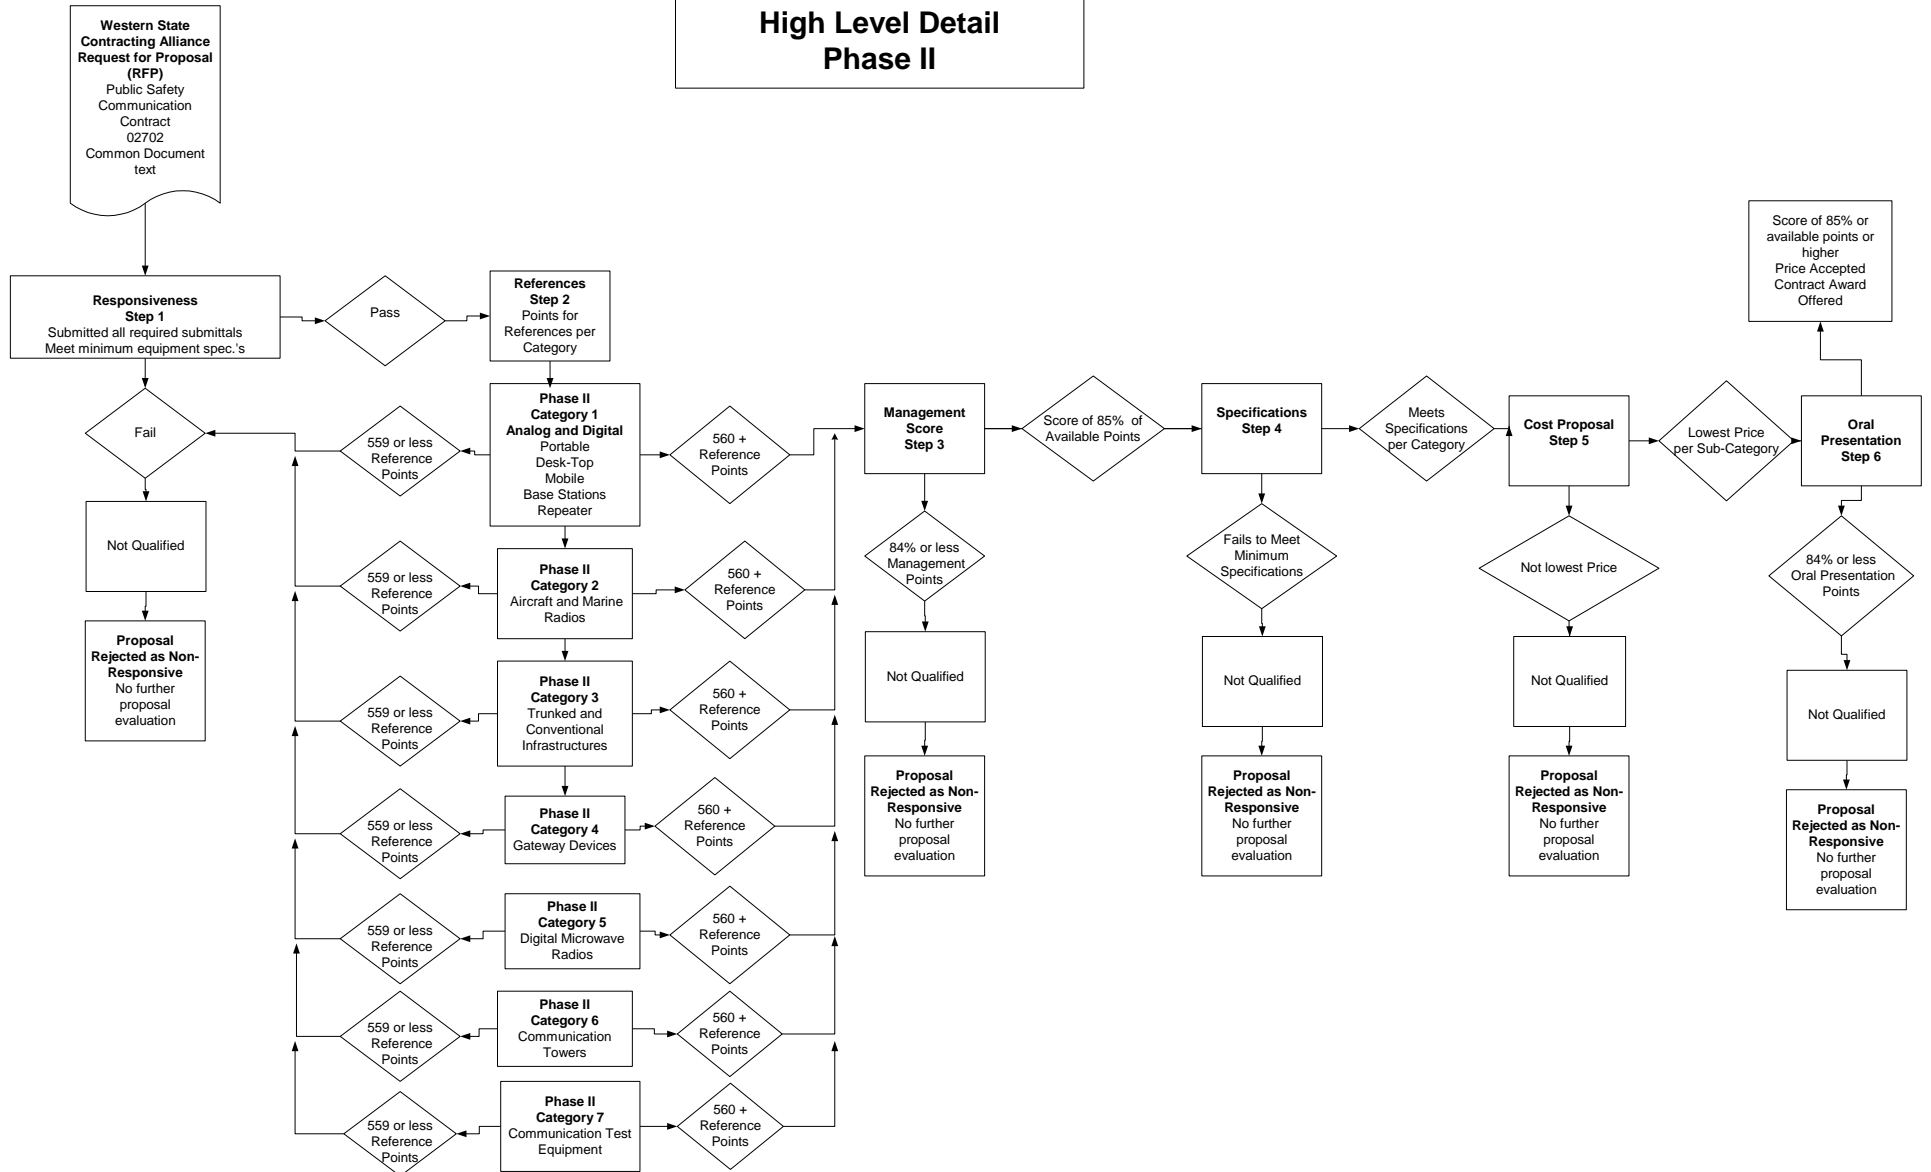 High Level Detail
Phase II
Western State
Contracting Alliance
Request for Proposal
(RFP)
Public Safety
Communication
Contract
02702
Common Document
text
Responsiveness
Step 1
Submitted all required submittals
Meet minimum equipment spec.'s
Pass
References
Step 2
Points for
References per
Category
Fail
Not Qualified
Proposal
Rejected as Non-
Responsive
No further
proposal
evaluation
559 or less
Reference
Points
Phase II
Category 1
Analog and Digital
Portable
Desk-Top
Mobile
Base Stations
Repeater
560 +
Reference
Points
559 or less
Reference
Points
Phase II
Category 2
Aircraft and Marine
Radios
560 +
Reference
Points
559 or less
Reference
Points
Phase II
Category 3
Trunked and
Conventional
Infrastructures
560 +
Reference
Points
559 or less
Reference
Points
Phase II
Category 4
Gateway Devices
560 +
Reference
Points
559 or less
Reference
Points
Phase II
Category 5
Digital Microwave
Radios
560 +
Reference
Points
559 or less
Reference
Points
Phase II
Category 6
Communication
Towers
560 +
Reference
Points
559 or less
Reference
Points
Phase II
Category 7
Communication Test
Equipment
560 +
Reference
Points
Management
Score
Step 3
84% or less
Management
Points
Not Qualified
Proposal
Rejected as Non-
Responsive
No further
proposal
evaluation
Score of 85% of
Available Points
Specifications
Step 4
Fails to Meet
Minimum
Specifications
Not Qualified
Proposal
Rejected as Non-
Responsive
No further
proposal
evaluation
Meets
Specifications
per Category
Cost Proposal
Step 5
Not lowest Price
Not Qualified
Proposal
Rejected as Non-
Responsive
No further
proposal
evaluation
Lowest Price
per Sub-Category
Oral
Presentation
Step 6
Score of 85% or
available points or
higher
Price Accepted
Contract Award
Offered
84% or less
Oral Presentation
Points
Not Qualified
Proposal
Rejected as Non-
Responsive
No further
proposal
evaluation